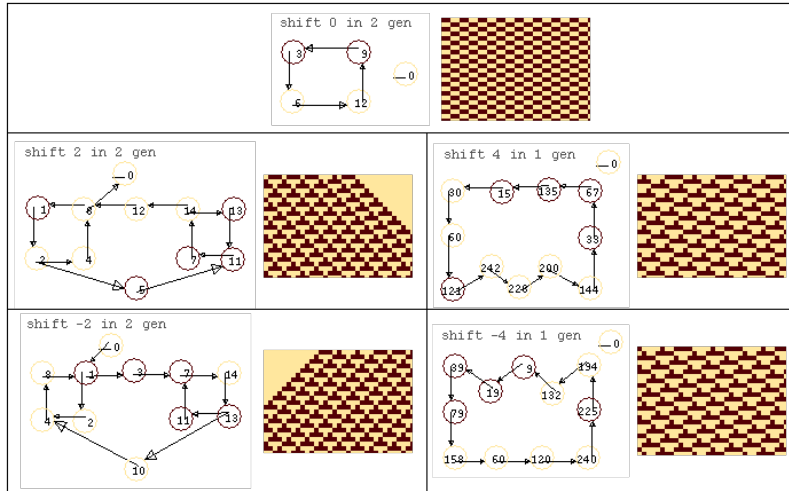 shift 0 in 2 gen
3 9
0
6 12
shift 2 in 2 gen
0
1 8 12 14 13
2 4 7 11
5
shift 4 in 1 gen
0
30 15 135 67
60 33
242 200
121 228 144
shift -2 in 2 gen
0
8 1 3 7 14
4 2 11 13
10
shift -4 in 1 gen
0
39 9 194
19 132
79 225
158 60 120 240